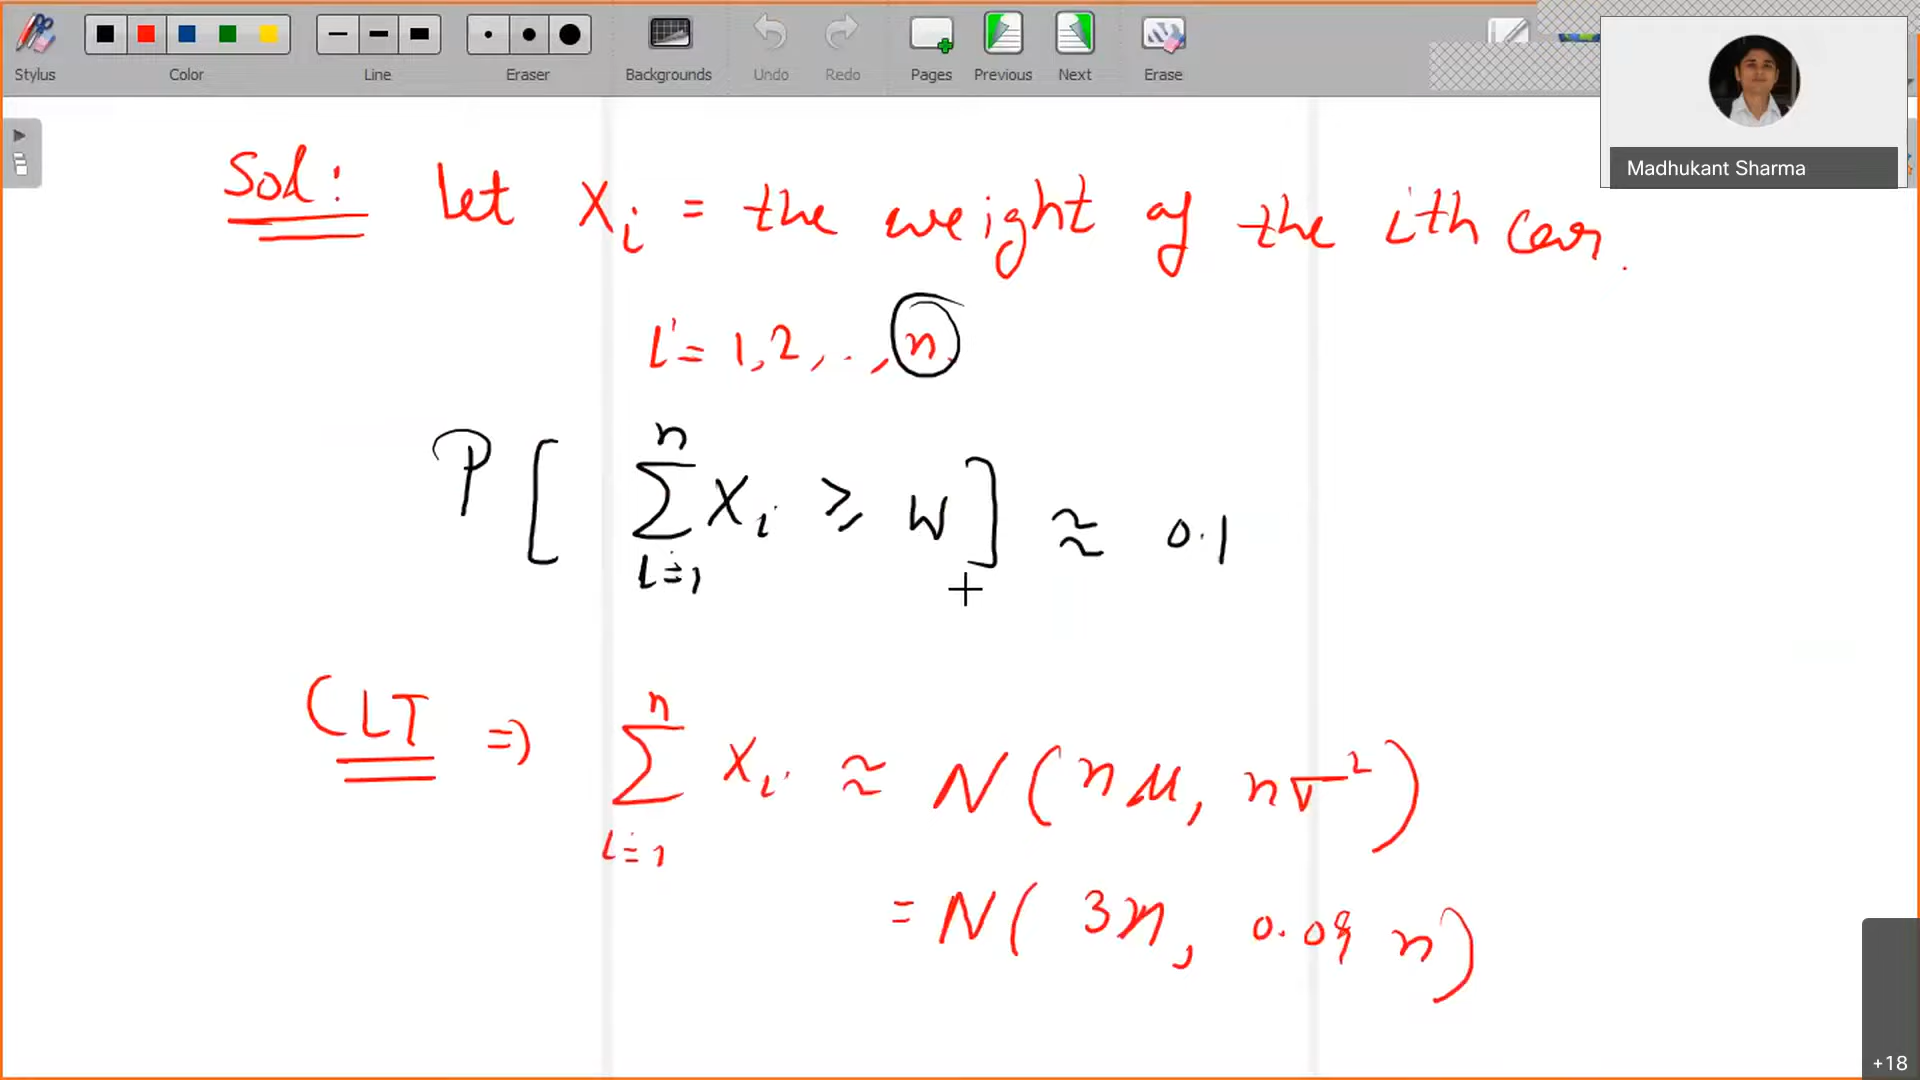 Stylus Color Line Eraser Backgrounds Undo Redo Pages Previous Next Erase
Madhukant Sharma
Sol: Let Xi = the weight of the ith car.
i = 1, 2, .., n
P [ n ∑ i=1 Xi ≥ W ] ≈ 0.1
CLT ⇒ n ∑ i=1 Xi ≈ N ( nμ, nσ² )
= N ( 3n, 0.09 n )
+18